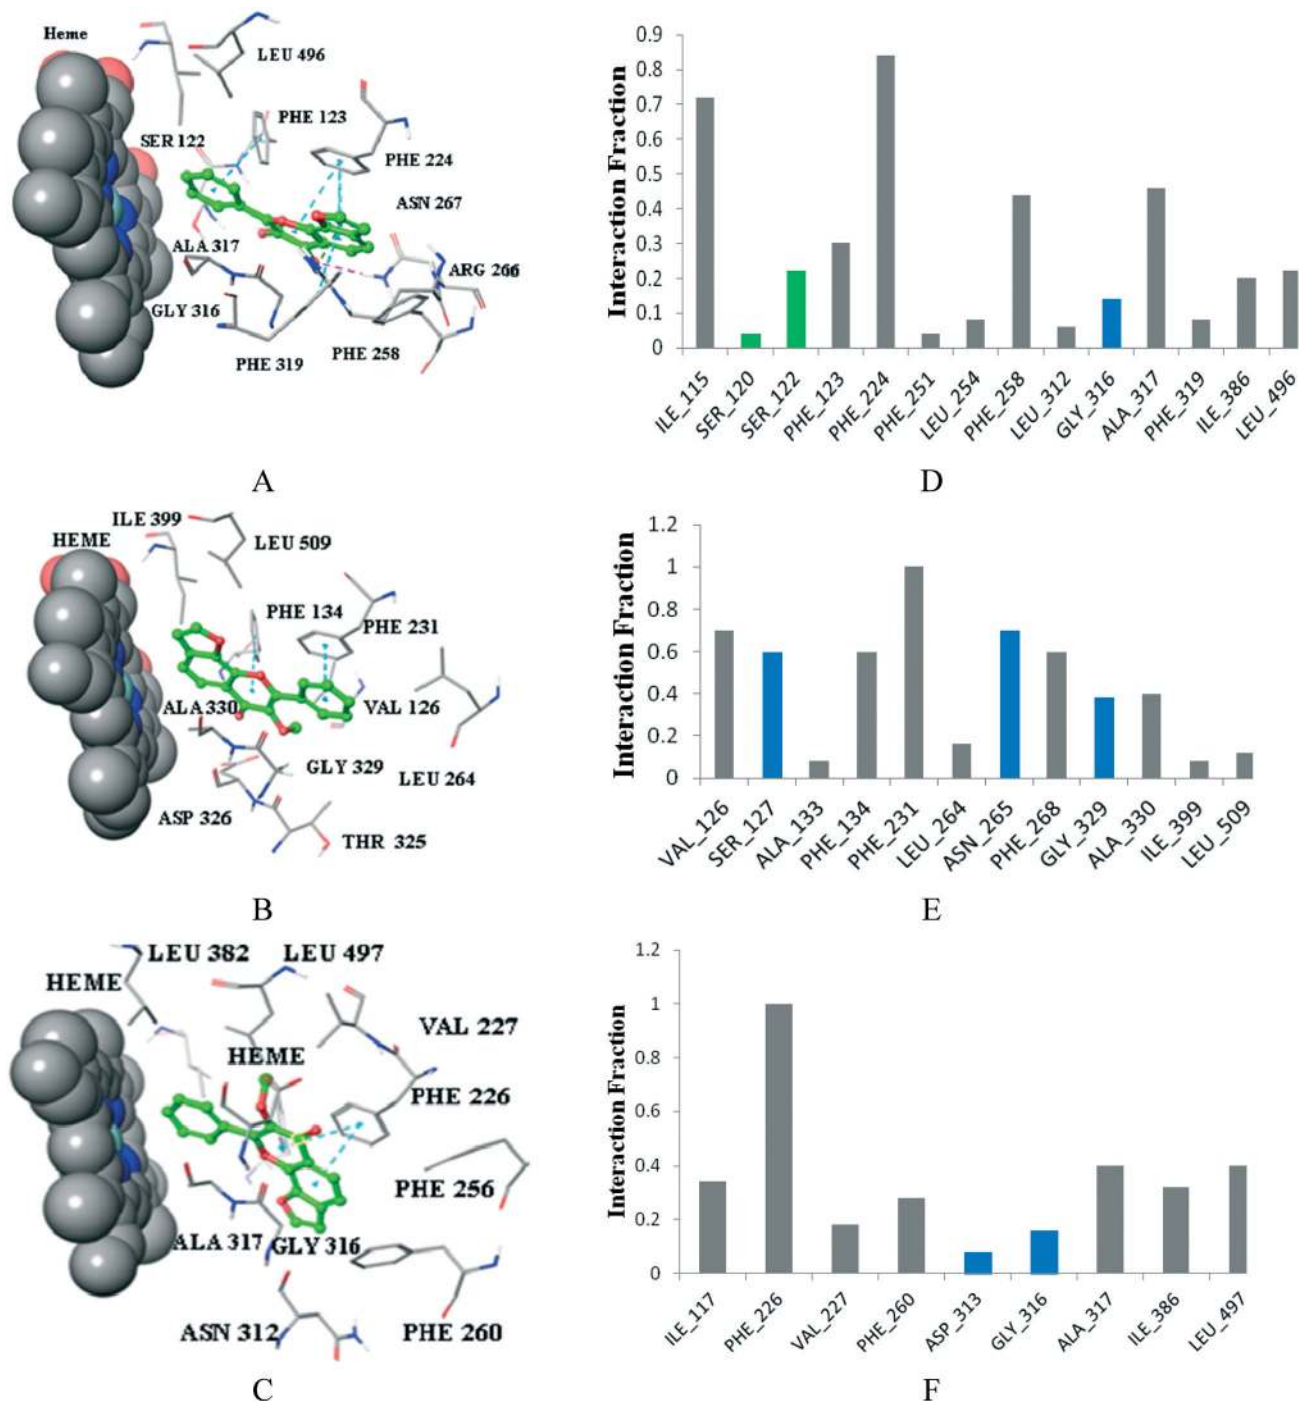 Heme
LEU 496
PHE 123
SER 122
PHE 224
ASN 267
ALA 317
ARG 266
GLY 316
PHE 319
PHE 258
A
Interaction Fraction
0.9
0.8
0.7
0.6
0.5
0.4
0.3
0.2
0.1
0
ILE_115
SER_120
SER_122
PHE_123
PHE_224
PHE_251
LEU_254
PHE_258
LEU_312
GLY_316
ALA_317
PHE_319
ILE_386
LEU_496
D
ILE 399
HEME
LEU 509
PHE 134
PHE 231
ALA 330
VAL 126
GLY 329
LEU 264
ASP 326
THR 325
B
Interaction Fraction
1.2
1
0.8
0.6
0.4
0.2
0
VAL_126
SER_127
ALA_133
PHE_134
PHE_231
LEU_264
ASN_265
PHE_268
GLY_329
ALA_330
ILE_399
LEU_509
E
LEU 382
LEU 497
HEME
VAL 227
HEME
PHE 226
PHE 256
ALA 317
GLY 316
ASN 312
PHE 260
C
Interaction Fraction
1.2
1
0.8
0.6
0.4
0.2
0
ILE_117
PHE_226
VAL_227
PHE_260
ASP_313
GLY_316
ALA_317
ILE_386
LEU_497
F